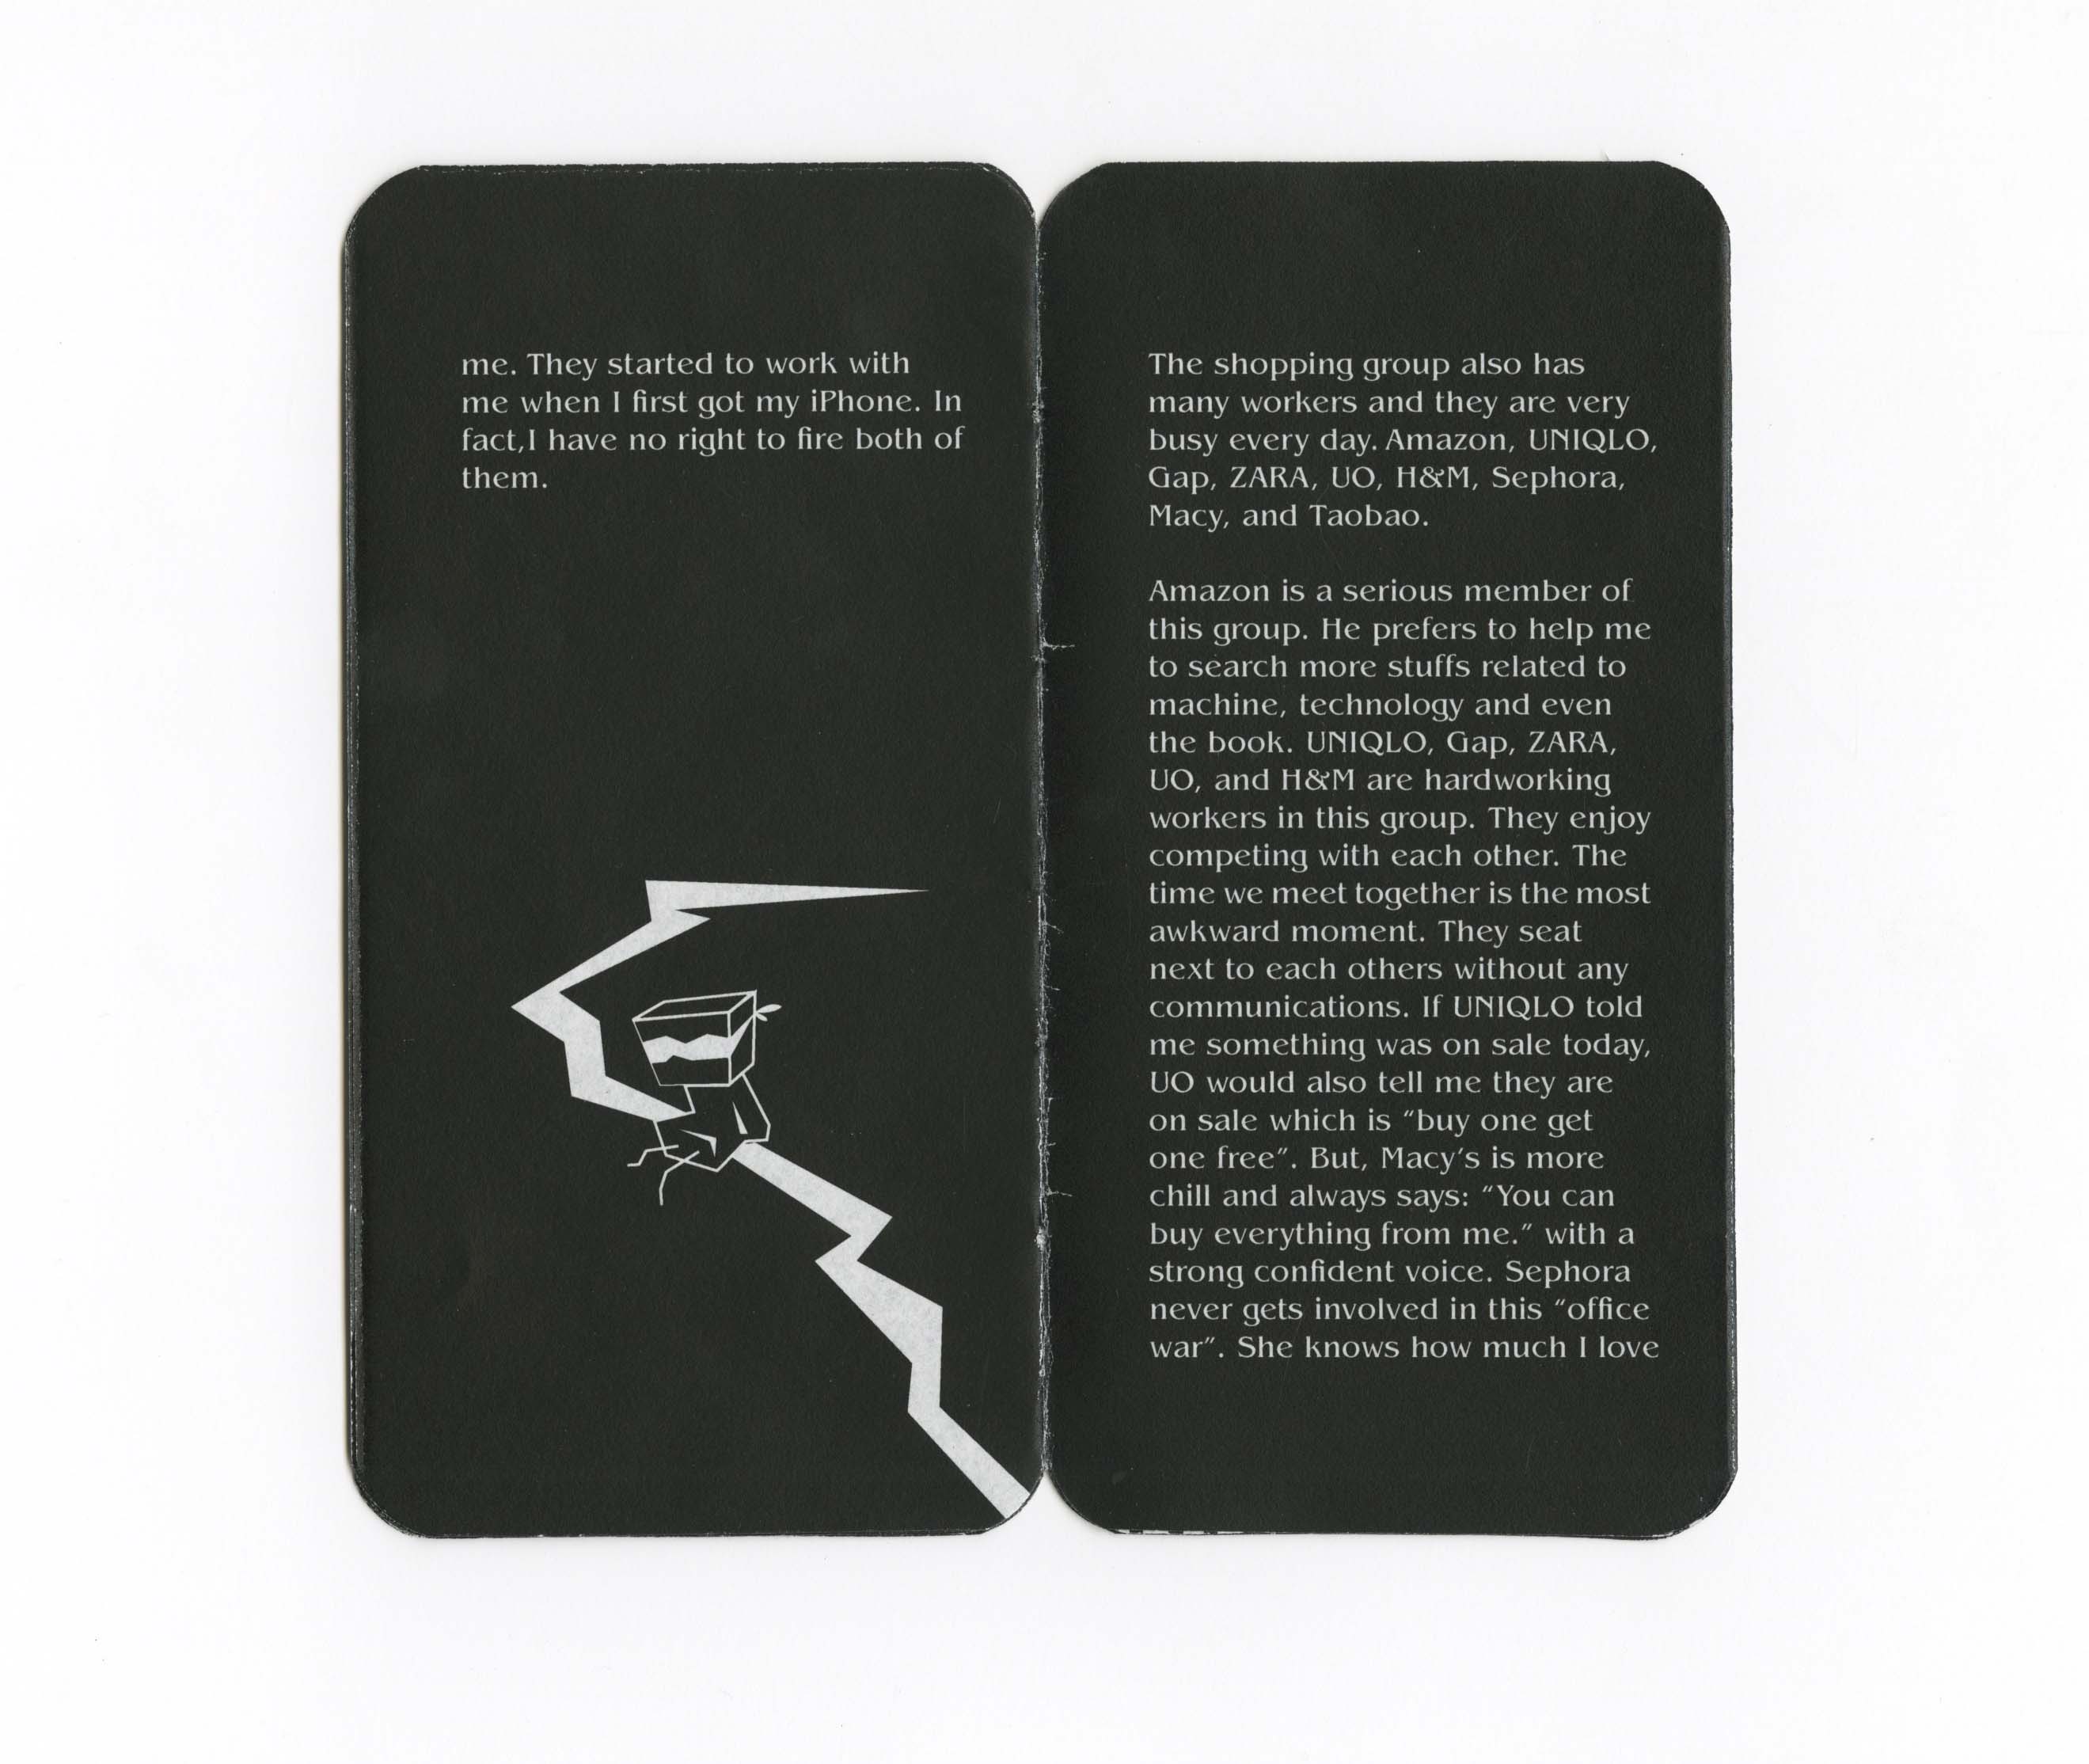 me. They started to work with
me when I first got my iPhone. In
fact,I have no right to fire both of
them.
The shopping group also has
many workers and they are very
busy every day. Amazon, UNIQLO,
Gap, ZARA, UO, H&M, Sephora,
Macy, and Taobao.
Amazon is a serious member of
this group. He prefers to help me
to search more stuffs related to
machine, technology and even
the book. UNIQLO, Gap, ZARA,
UO, and H&M are hardworking
workers in this group. They enjoy
competing with each other. The
time we meet together is the most
awkward moment. They seat
next to each others without any
communications. If UNIQLO told
me something was on sale today,
UO would also tell me they are
on sale which is “buy one get
one free”. But, Macy’s is more
chill and always says: “You can
buy everything from me.” with a
strong confident voice. Sephora
never gets involved in this “office
war”. She knows how much I love